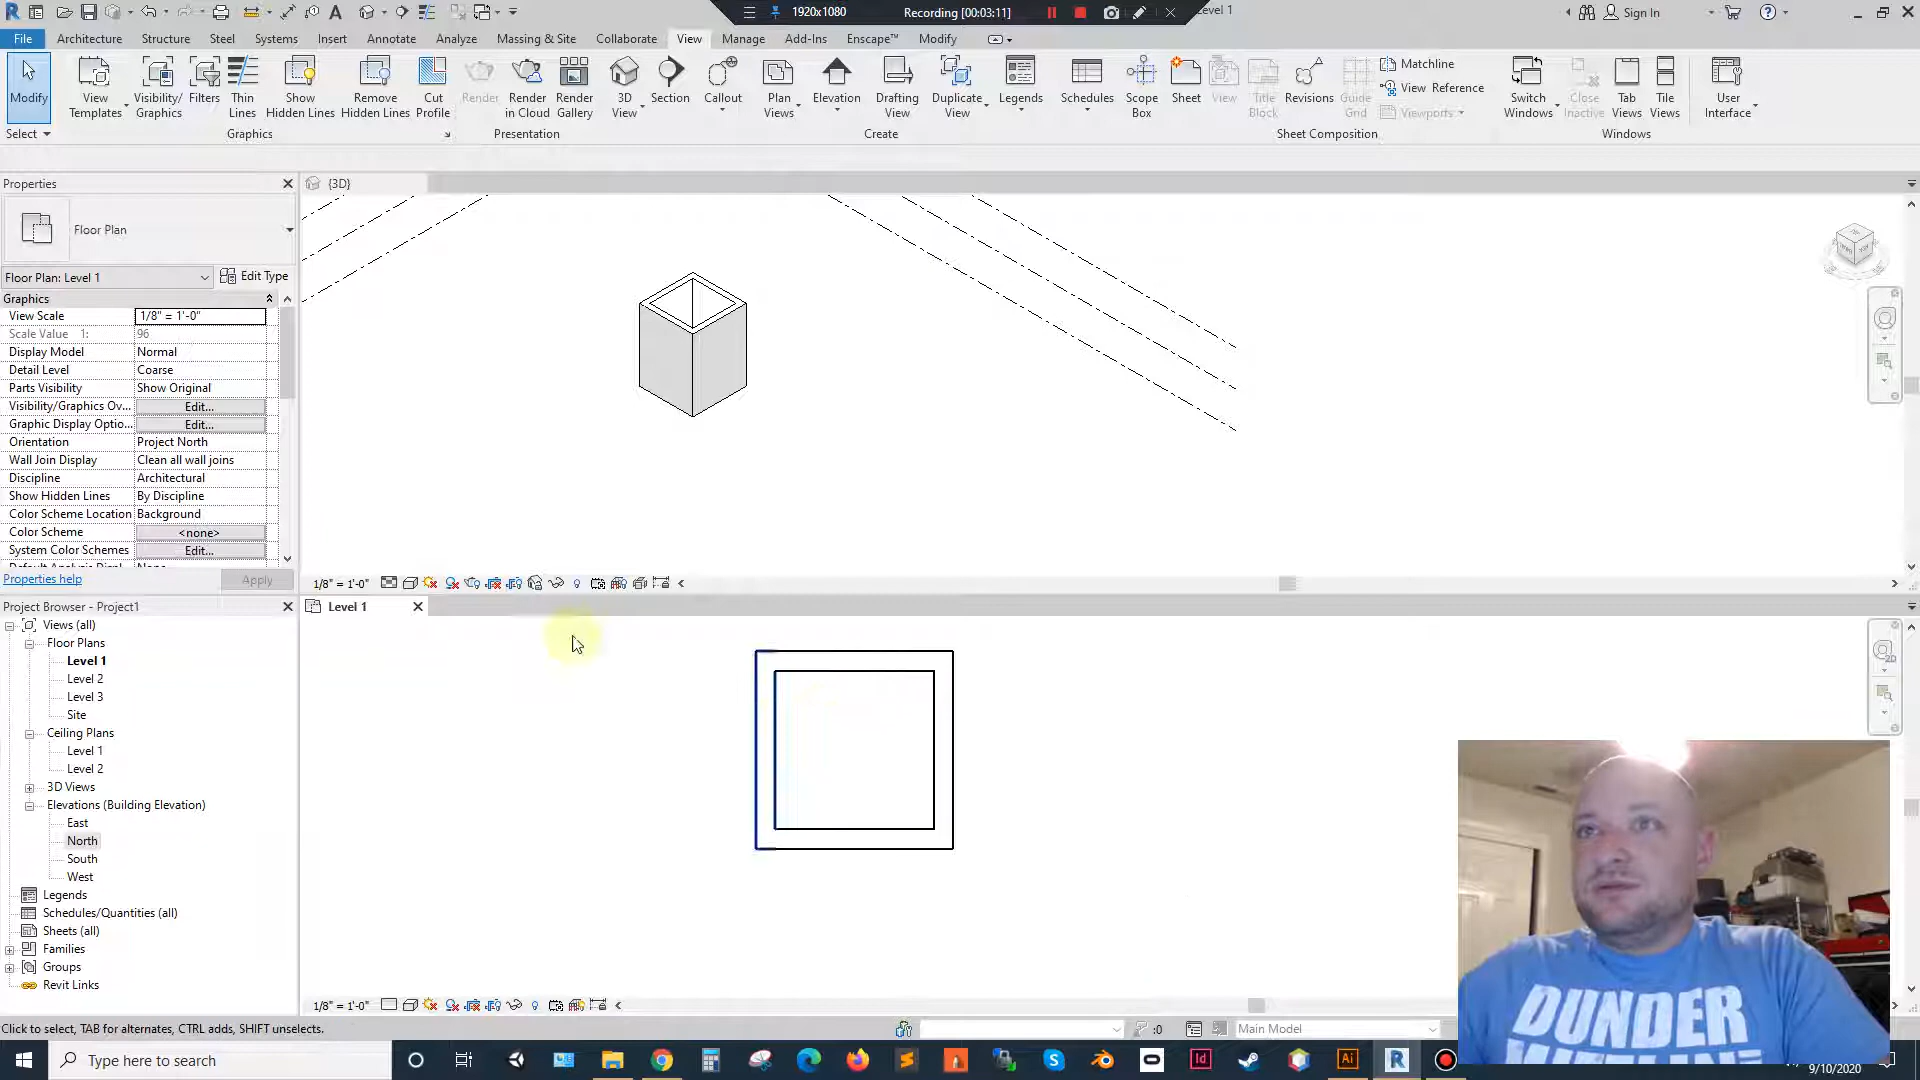 1920x1080
Recording [00:03:11]
Level 1
Sign In
File
Architecture
Structure
Steel
Systems
Insert
Annotate
Analyze
Massing & Site
Collaborate
View
Manage
Add-Ins
Enscape™
Modify
Modify
View Templates
Visibility/ Graphics
Filters
Thin Lines
Show Hidden Lines
Remove Hidden Lines
Cut Profile
Render
Render in Cloud
Render Gallery
3D View
Section
Callout
Plan Views
Elevation
Drafting View
Duplicate View
Legends
Schedules
Scope Box
Sheet
View
Title Block
Revisions
Guide Grid
Matchline
View Reference
Viewports
Switch Windows
Close Inactive
Tab Views
Tile Views
User Interface
Select
Graphics
Presentation
Create
Sheet Composition
Windows
Properties
{3D}
Floor Plan
Floor Plan: Level 1
Edit Type
Graphics
View Scale 1/8" = 1'-0"
Scale Value 1: 96
Display Model Normal
Detail Level Coarse
Parts Visibility Show Original
Visibility/Graphics Ov... Edit...
Graphic Display Optio... Edit...
Orientation Project North
Wall Join Display Clean all wall joins
Discipline Architectural
Show Hidden Lines By Discipline
Color Scheme Location Background
Color Scheme <none>
System Color Schemes Edit...
Properties help
Apply
1/8" = 1'-0"
Project Browser - Project1
Level 1
Views (all)
Floor Plans
Level 1
Level 2
Level 3
Site
Ceiling Plans
Level 1
Level 2
3D Views
Elevations (Building Elevation)
East
North
South
West
Legends
Schedules/Quantities (all)
Sheets (all)
Families
Groups
Revit Links
1/8" = 1'-0"
DUNDER
Click to select, TAB for alternates, CTRL adds, SHIFT unselects.
:0
Main Model
Type here to search
9/10/2020